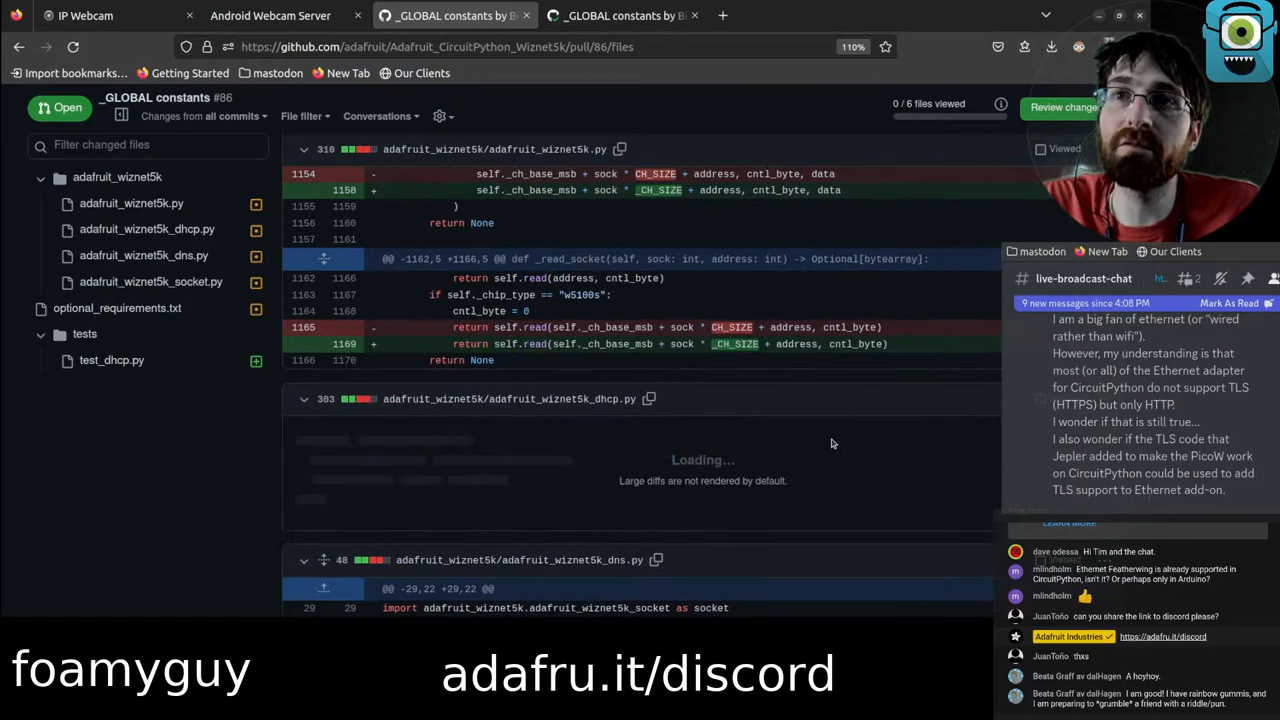 IP Webcam
Android Webcam Server
_GLOBAL constants by B
_GLOBAL constants by B
https://github.com/adafruit/Adafruit_CircuitPython_Wiznet5k/pull/86/files
110%
Import bookmarks…
Getting Started
mastodon
New Tab
Our Clients
Open
_GLOBAL constants #86
Changes from all commits
File filter
Conversations
0 / 6 files viewed
Review change
Filter changed files
adafruit_wiznet5k
adafruit_wiznet5k.py
adafruit_wiznet5k_dhcp.py
adafruit_wiznet5k_dns.py
adafruit_wiznet5k_socket.py
optional_requirements.txt
tests
test_dhcp.py
310 adafruit_wiznet5k/adafruit_wiznet5k.py
Viewed
1154 - self._ch_base_msb + sock * CH_SIZE + address, cntl_byte, data
1158 + self._ch_base_msb + sock * _CH_SIZE + address, cntl_byte, data
1155 1159 )
1156 1160 return None
1157 1161
@@ -1162,5 +1166,5 @@ def _read_socket(self, sock: int, address: int) -> Optional[bytearray]:
1162 1166 return self.read(address, cntl_byte)
1163 1167 if self._chip_type == "w5100s":
1164 1168 cntl_byte = 0
1165 - return self.read(self._ch_base_msb + sock * CH_SIZE + address, cntl_byte)
1169 + return self.read(self._ch_base_msb + sock * _CH_SIZE + address, cntl_byte)
1166 1170 return None
303 adafruit_wiznet5k/adafruit_wiznet5k_dhcp.py
Loading…
Large diffs are not rendered by default.
48 adafruit_wiznet5k/adafruit_wiznet5k_dns.py
@@ -29,22 +29,22 @@
29 29 import adafruit_wiznet5k.adafruit_wiznet5k_socket as socket
mastodon
New Tab
Our Clients
# live-broadcast-chat
ht…
2
9 new messages since 4:08 PM
Mark As Read
I am a big fan of ethernet (or "wired
rather than wifi").
However, my understanding is that
most (or all) of the Ethernet adapter
for CircuitPython do not support TLS
(HTTPS) but only HTTP.
I wonder if that is still true...
I also wonder if the TLS code that
Jepler added to make the PicoW work
on CircuitPython could be used to add
TLS support to Ethernet add-on.
LEARN MORE
dave odessa Hi Tim and the chat.
mlindholm Ethernet Featherwing is already supported in
CircuitPython, isn't it? Or perhaps only in Arduino?
mlindholm 👍
JuanToño can you share the link to discord please?
Adafruit Industries ✓ https://adafru.it/discord
JuanToño thxs
Beata Graff av dalHagen A hoyhoy.
Beata Graff av dalHagen I am good! I have rainbow gummis, and
I am preparing to *grumble* a friend with a riddle/pun.
foamyguy
adafru.it/discord